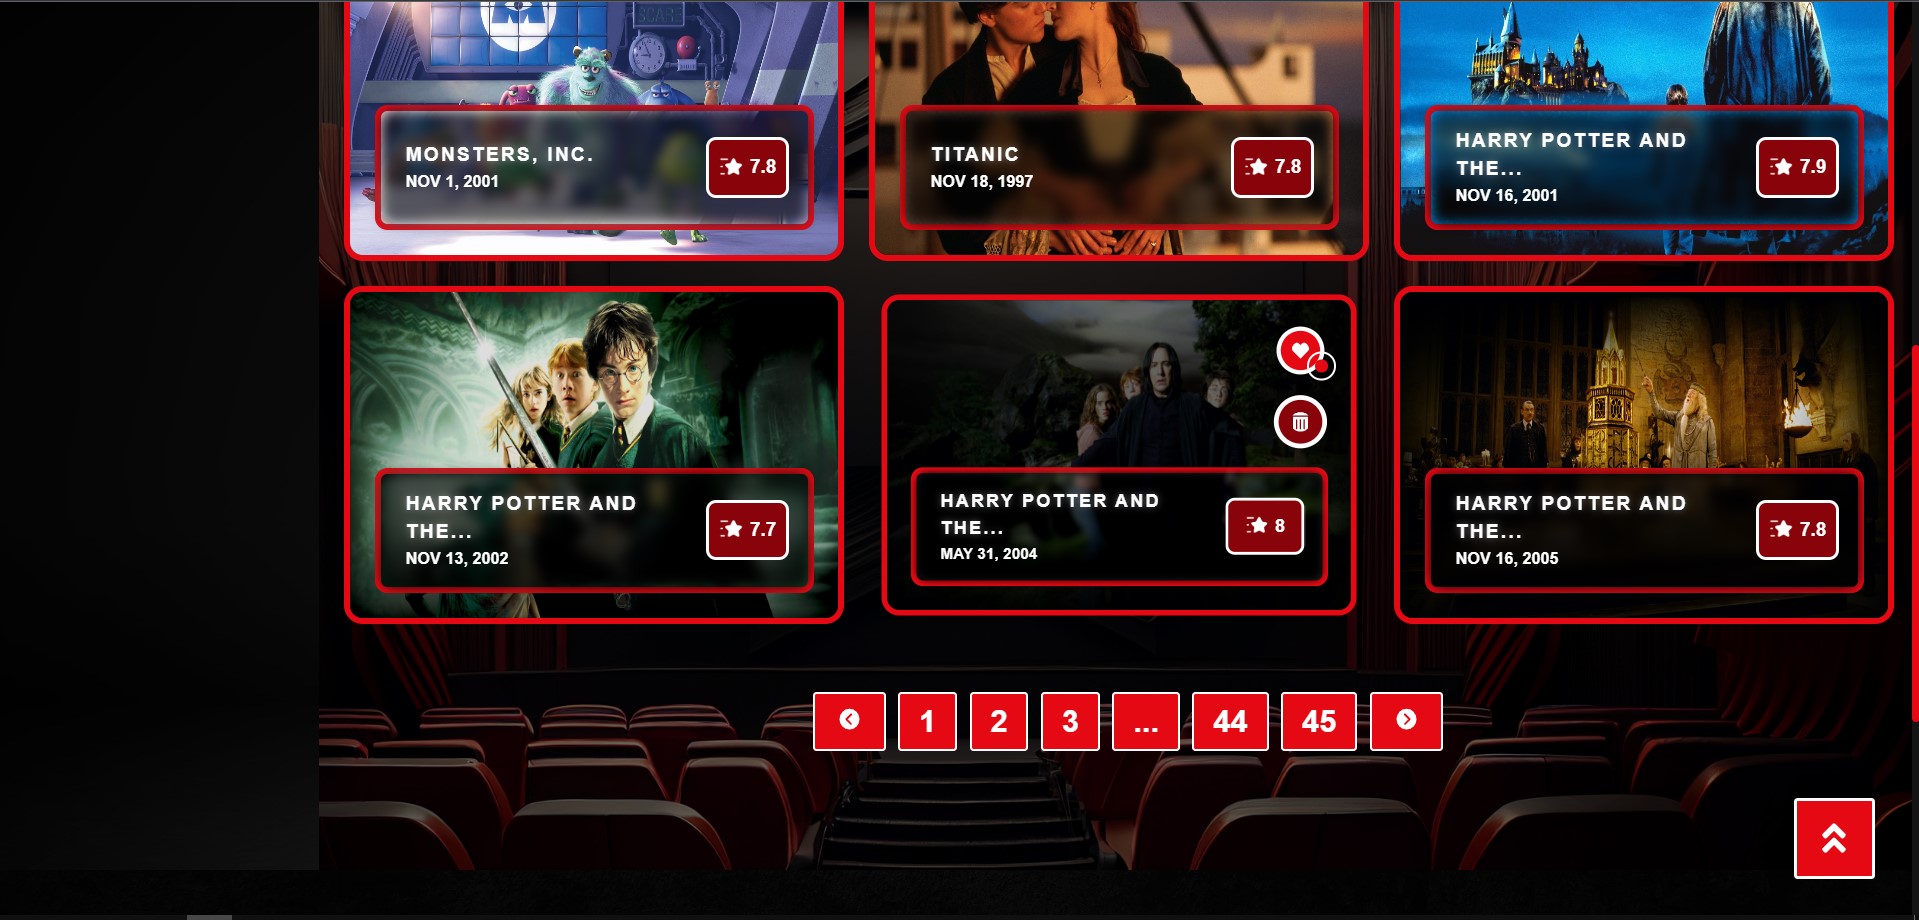 SCARE
MONSTERS, INC.
NOV 1, 2001
7.8
TITANIC
NOV 18, 1997
7.8
HARRY POTTER AND
THE...
NOV 16, 2001
7.9
HARRY POTTER AND
THE...
NOV 13, 2002
7.7
HARRY POTTER AND
THE...
MAY 31, 2004
8
HARRY POTTER AND
THE...
NOV 16, 2005
7.8
1 2 3 ... 44 45